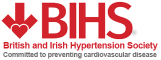 BIHS
British and Irish Hypertension Society
Committed to preventing cardiovascular disease